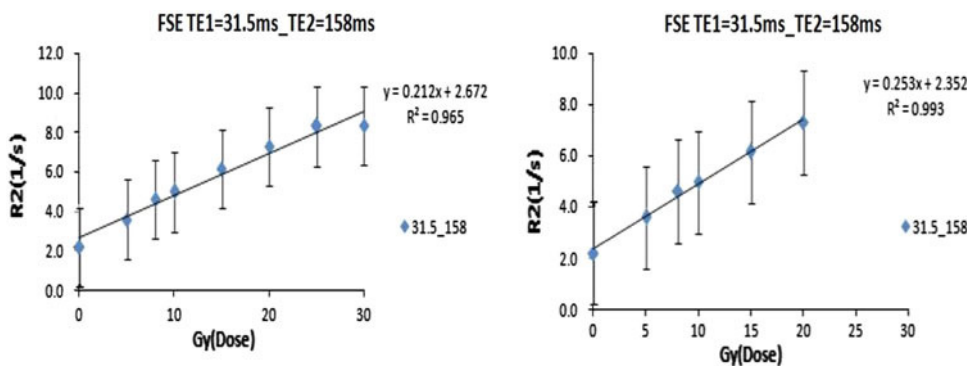 FSE TE1=31.5ms_TE2=158ms
12.0
10.0
8.0
6.0
4.0
2.0
0.0
R2(1/s)
y = 0.212x + 2.672
R² = 0.965
31.5_158
0 10 20 30
Gy(Dose)
FSE TE1=31.5ms_TE2=158ms
10.0
8.0
6.0
4.0
2.0
0.0
R2(1/s)
y = 0.253x + 2.352
R² = 0.993
31.5_158
0 5 10 15 20 25 30
Gy(Dose)